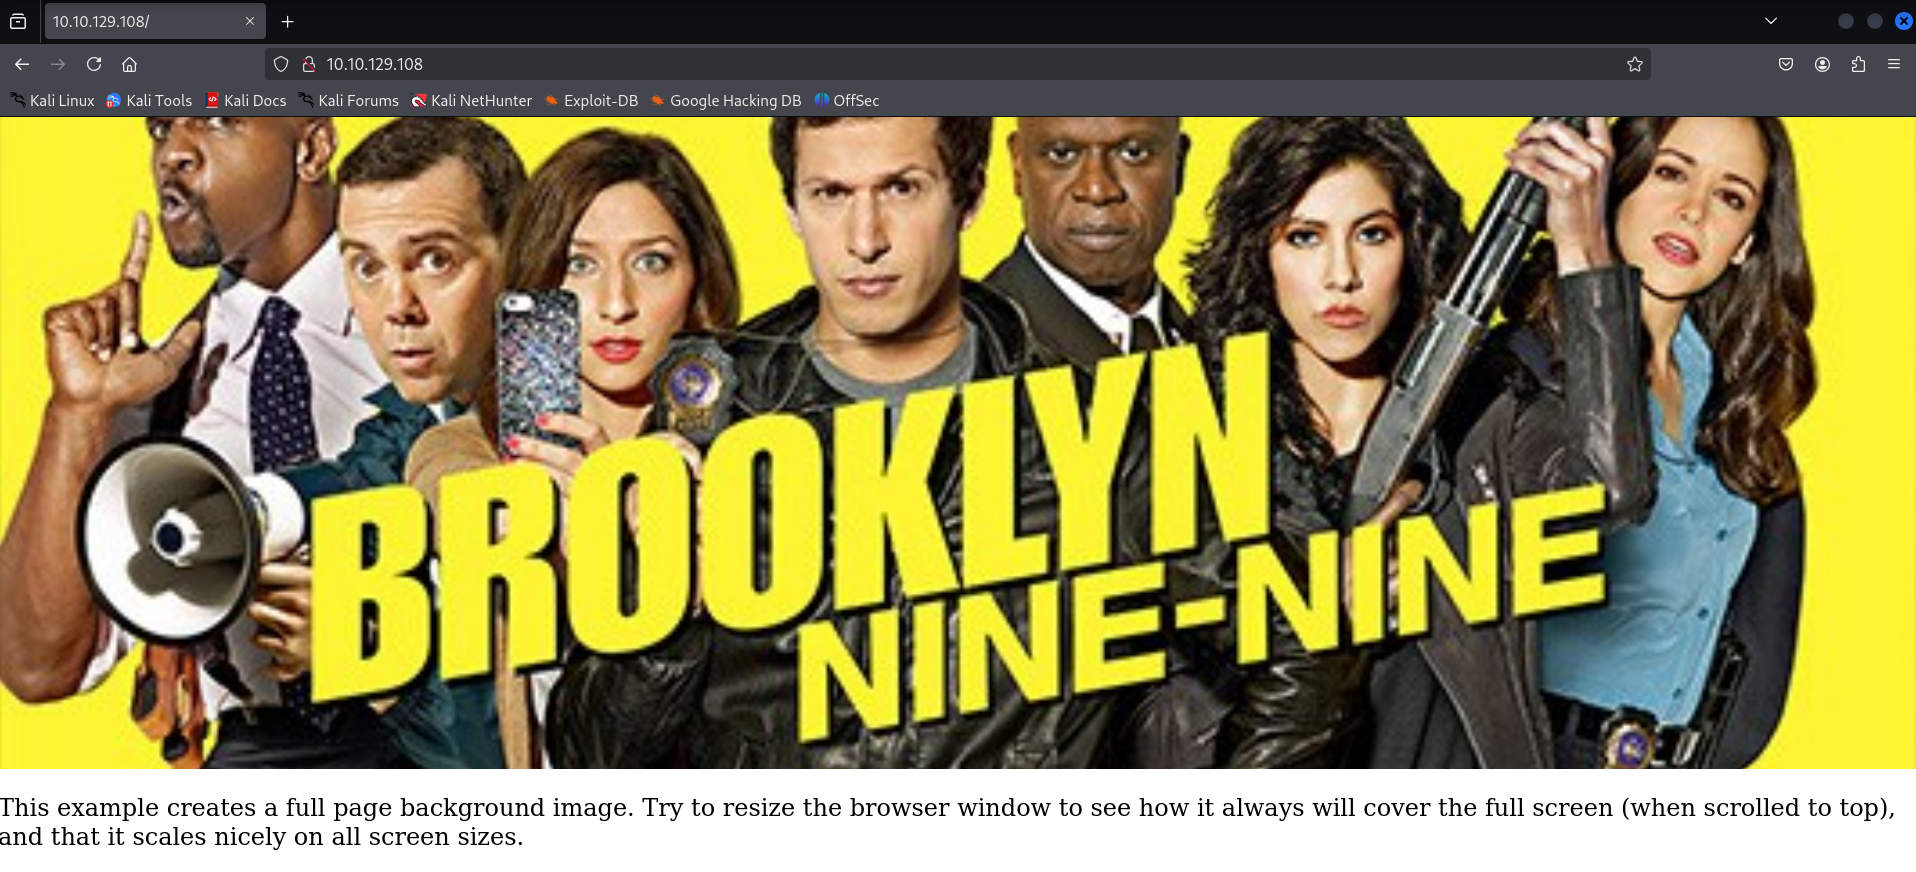 10.10.129.108/
10.10.129.108
Kali Linux Kali Tools Kali Docs Kali Forums Kali NetHunter Exploit-DB Google Hacking DB OffSec
BROOKLYN
NINE-NINE
This example creates a full page background image. Try to resize the browser window to see how it always will cover the full screen (when scrolled to top),
and that it scales nicely on all screen sizes.